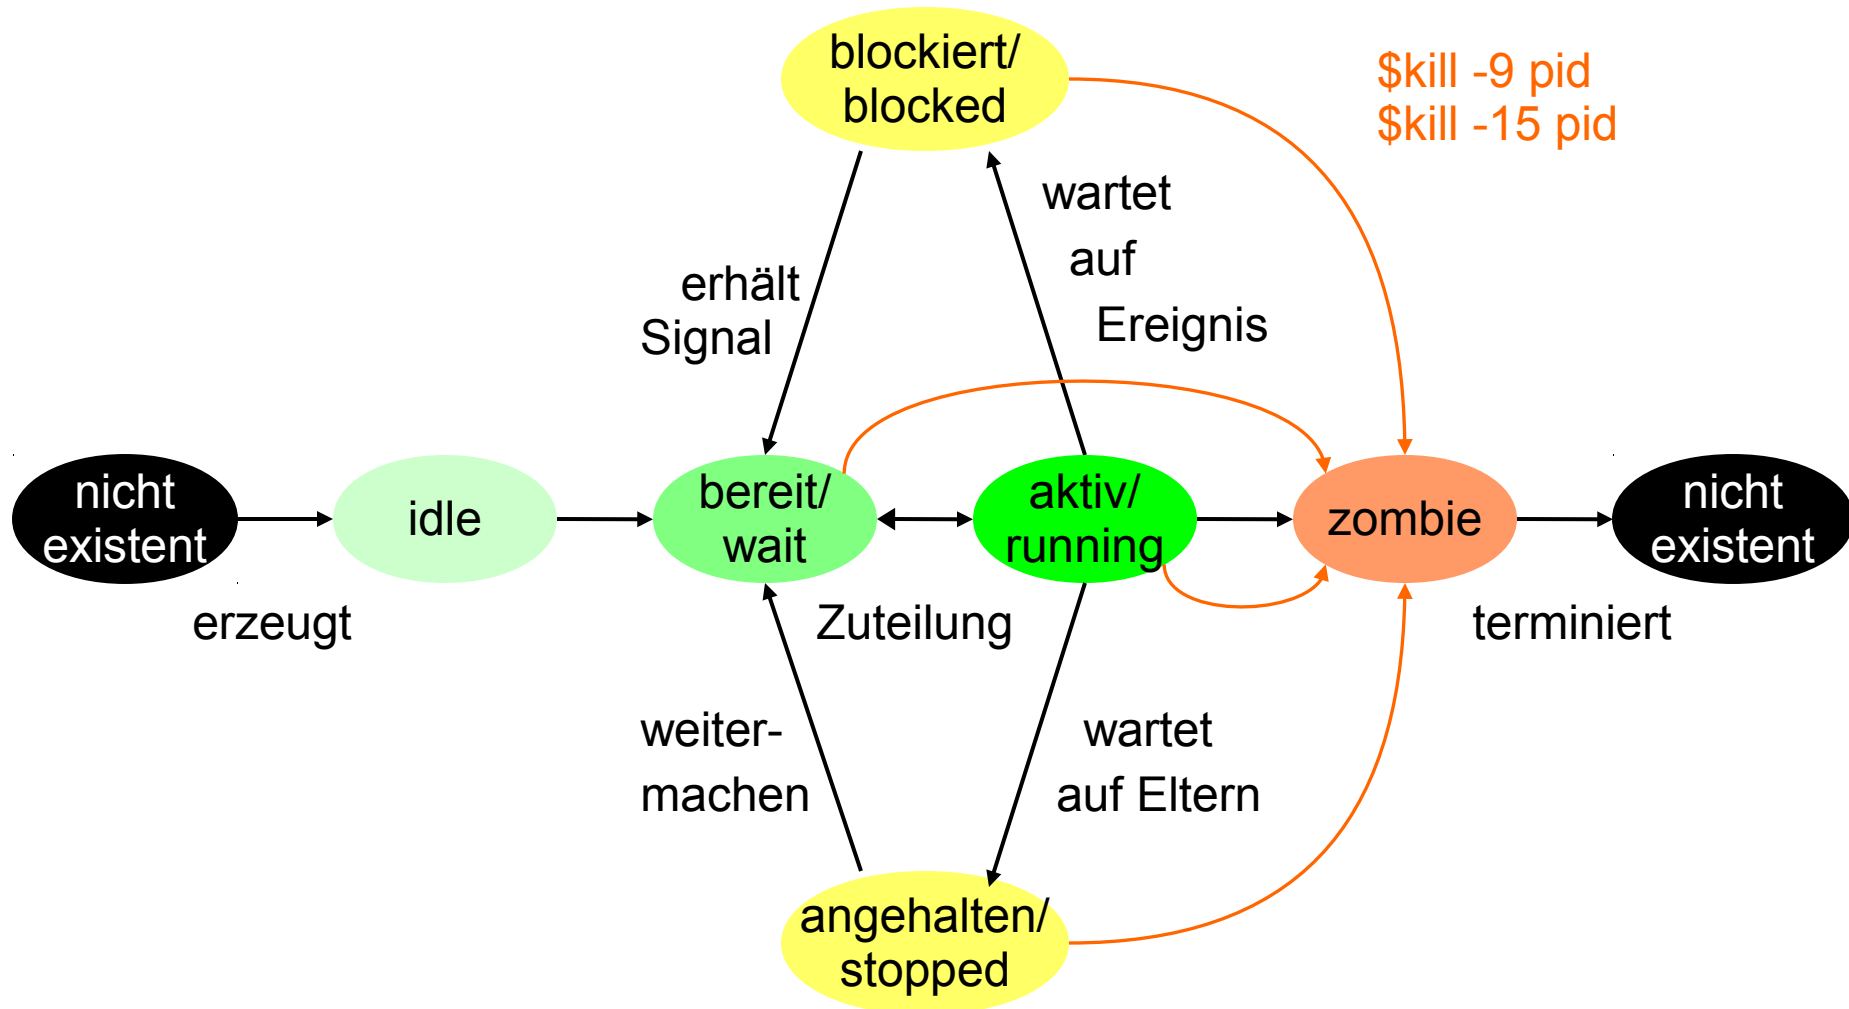 blockiert/
blocked
$kill -9 pid
$kill -15 pid
wartet
auf
Ereignis
erhält
Signal
nicht
existent
idle
bereit/
wait
aktiv/
running
zombie
nicht
existent
erzeugt
Zuteilung
terminiert
weiter-
machen
wartet
auf Eltern
angehalten/
stopped